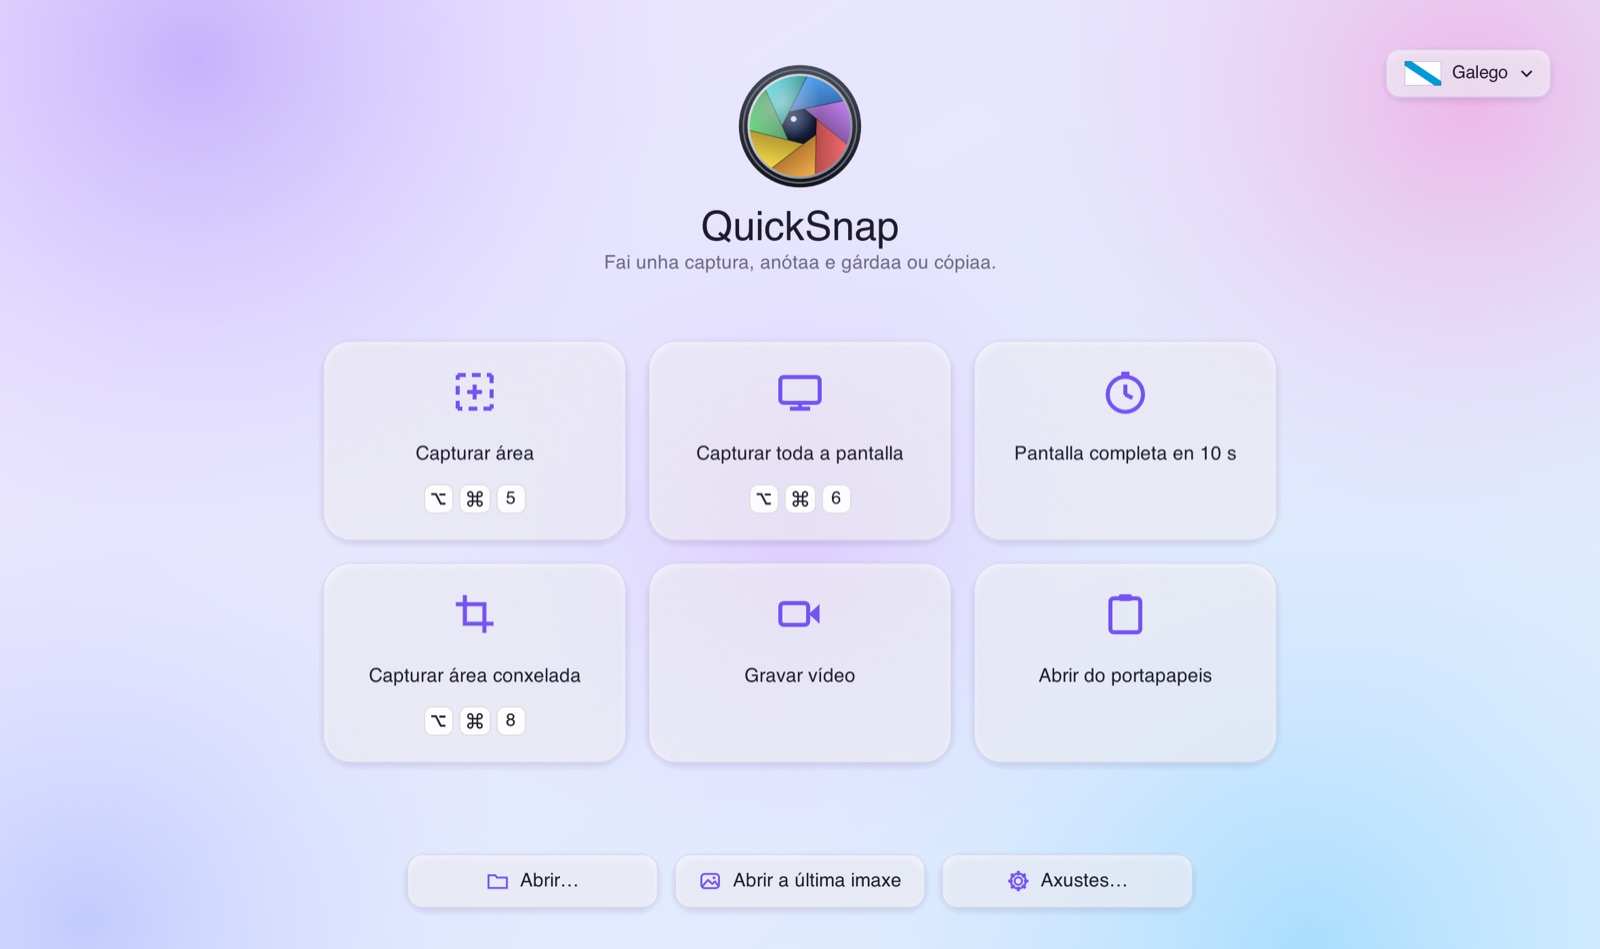 Galego
QuickSnap
Fai unha captura, anótaa e gárdaa ou cópiaa.
Capturar área
⌥ ⌘ 5
Capturar toda a pantalla
⌥ ⌘ 6
Pantalla completa en 10 s
Capturar área conxelada
⌥ ⌘ 8
Gravar vídeo
Abrir do portapapeis
Abrir…
Abrir a última imaxe
Axustes…